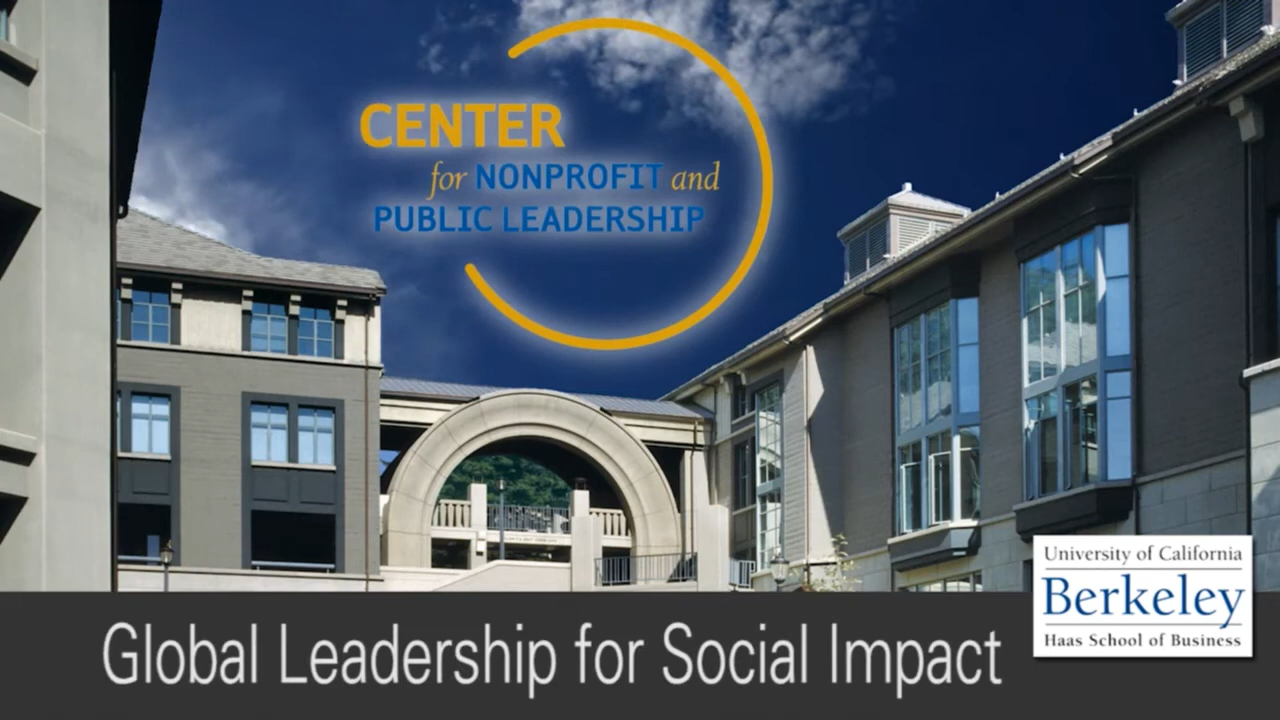 CENTER
for NONPROFIT and
PUBLIC LEADERSHIP
University of California
Berkeley
Haas School of Business
Global Leadership for Social Impact